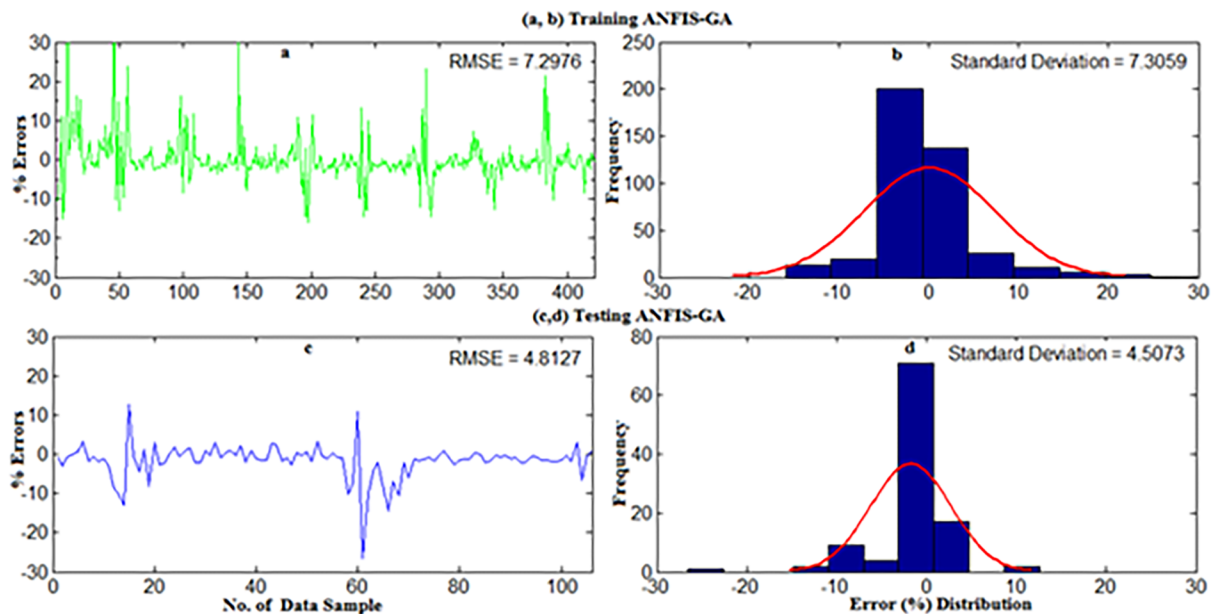 (a, b) Training ANFIS-GA
a
RMSE = 7.2976
% Errors
30
20
10
0
-10
-20
-30
0 50 100 150 200 250 300 350 400
b
Standard Deviation = 7.3059
Frequency
250
200
150
100
50
0
-30 -20 -10 0 10 20 30
(c,d) Testing ANFIS-GA
c
RMSE = 4.8127
% Errors
30
20
10
0
-10
-20
-30
0 20 40 60 80 100
No. of Data Sample
d
Standard Deviation = 4.5073
Frequency
80
60
40
20
0
-30 -20 -10 0 10 20 30
Error (%) Distribution